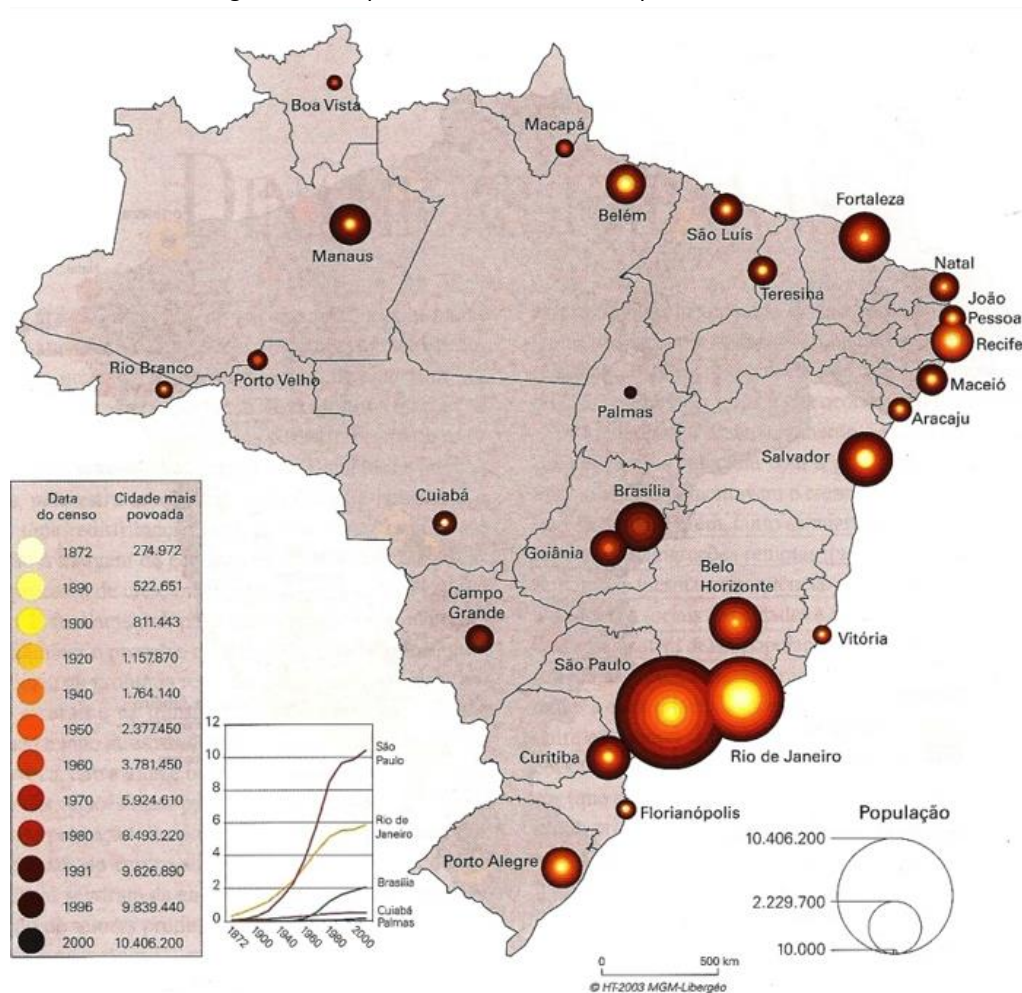 Boa Vista
Macapá
Belém
Manaus
São Luís
Fortaleza
Teresina
Natal
João
Pessoa
Recife
Rio Branco
Porto Velho
Maceió
Palmas
Aracaju
Salvador
Cuiabá
Brasília
Goiânia
Belo
Horizonte
Campo
Grande
Vitória
São Paulo
Curitiba
Rio de Janeiro
Florianópolis
Porto Alegre
Data
do censo
Cidade mais
povoada
1872 274.972
1890 522.651
1900 811.443
1920 1.157.870
1940 1.764.140
1950 2.377.450
1960 3.781.450
1970 5.924.610
1980 8.493.220
1991 9.626.890
1996 9.839.440
2000 10.406.200
12
10
8
6
4
2
0
São
Paulo
Rio de
Janeiro
Brasília
Cuiabá
Palmas
1872 1900 1940 1960 1980 2000
População
10.406.200
2.229.700
10.000
0 500 km
© HT-2003 MGM-Libergéo